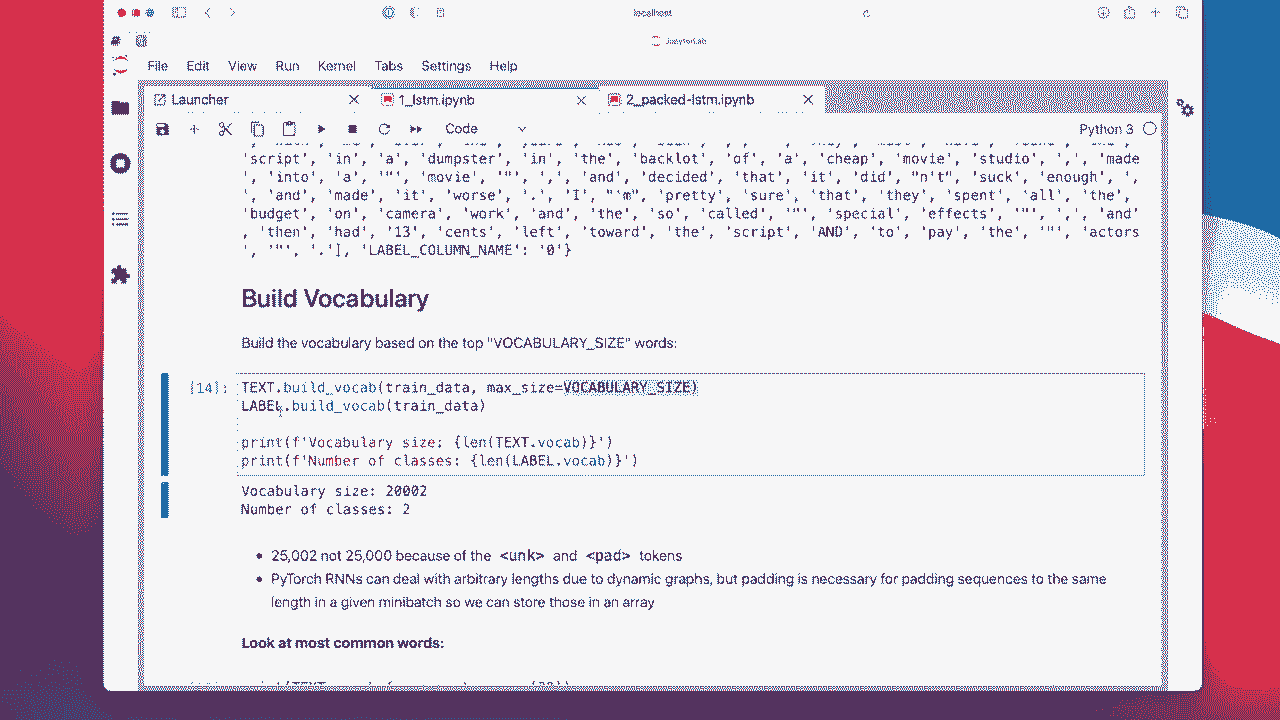 localhost
JupyterLab
File Edit View Run Kernel Tabs Settings Help
Launcher 1_lstm.ipynb 2_packed-lstm.ipynb
Code Python 3
'script', 'in', 'a', 'dumpster', 'in', 'the', 'backlot', 'of', 'a', 'cheap', 'movie', 'studio', ',', 'made
', 'into', 'a', '"', 'movie', '"', ',', 'and', 'decided', 'that', 'it', 'did', "n't", 'suck', 'enough', ',
', 'and', 'made', 'it', 'worse', '.', 'I', "'m", 'pretty', 'sure', 'that', 'they', 'spent', 'all', 'the',
'budget', 'on', 'camera', 'work', 'and', 'the', 'so', 'called', '"', 'special', 'effects', '"', ',', 'and'
, 'then', 'had', '13', 'cents', 'left', 'toward', 'the', 'script', 'AND', 'to', 'pay', 'the', '"', 'actors
', '"', '.'], 'LABEL_COLUMN_NAME': '0'}
Build Vocabulary
Build the vocabulary based on the top "VOCABULARY_SIZE" words:
[14]: TEXT.build_vocab(train_data, max_size=VOCABULARY_SIZE)
LABEL.build_vocab(train_data)
print(f'Vocabulary size: {len(TEXT.vocab)}')
print(f'Number of classes: {len(LABEL.vocab)}')
Vocabulary size: 20002
Number of classes: 2
• 25,002 not 25,000 because of the <unk> and <pad> tokens
• PyTorch RNNs can deal with arbitrary lengths due to dynamic graphs, but padding is necessary for padding sequences to the same
length in a given minibatch so we can store those in an array
Look at most common words: